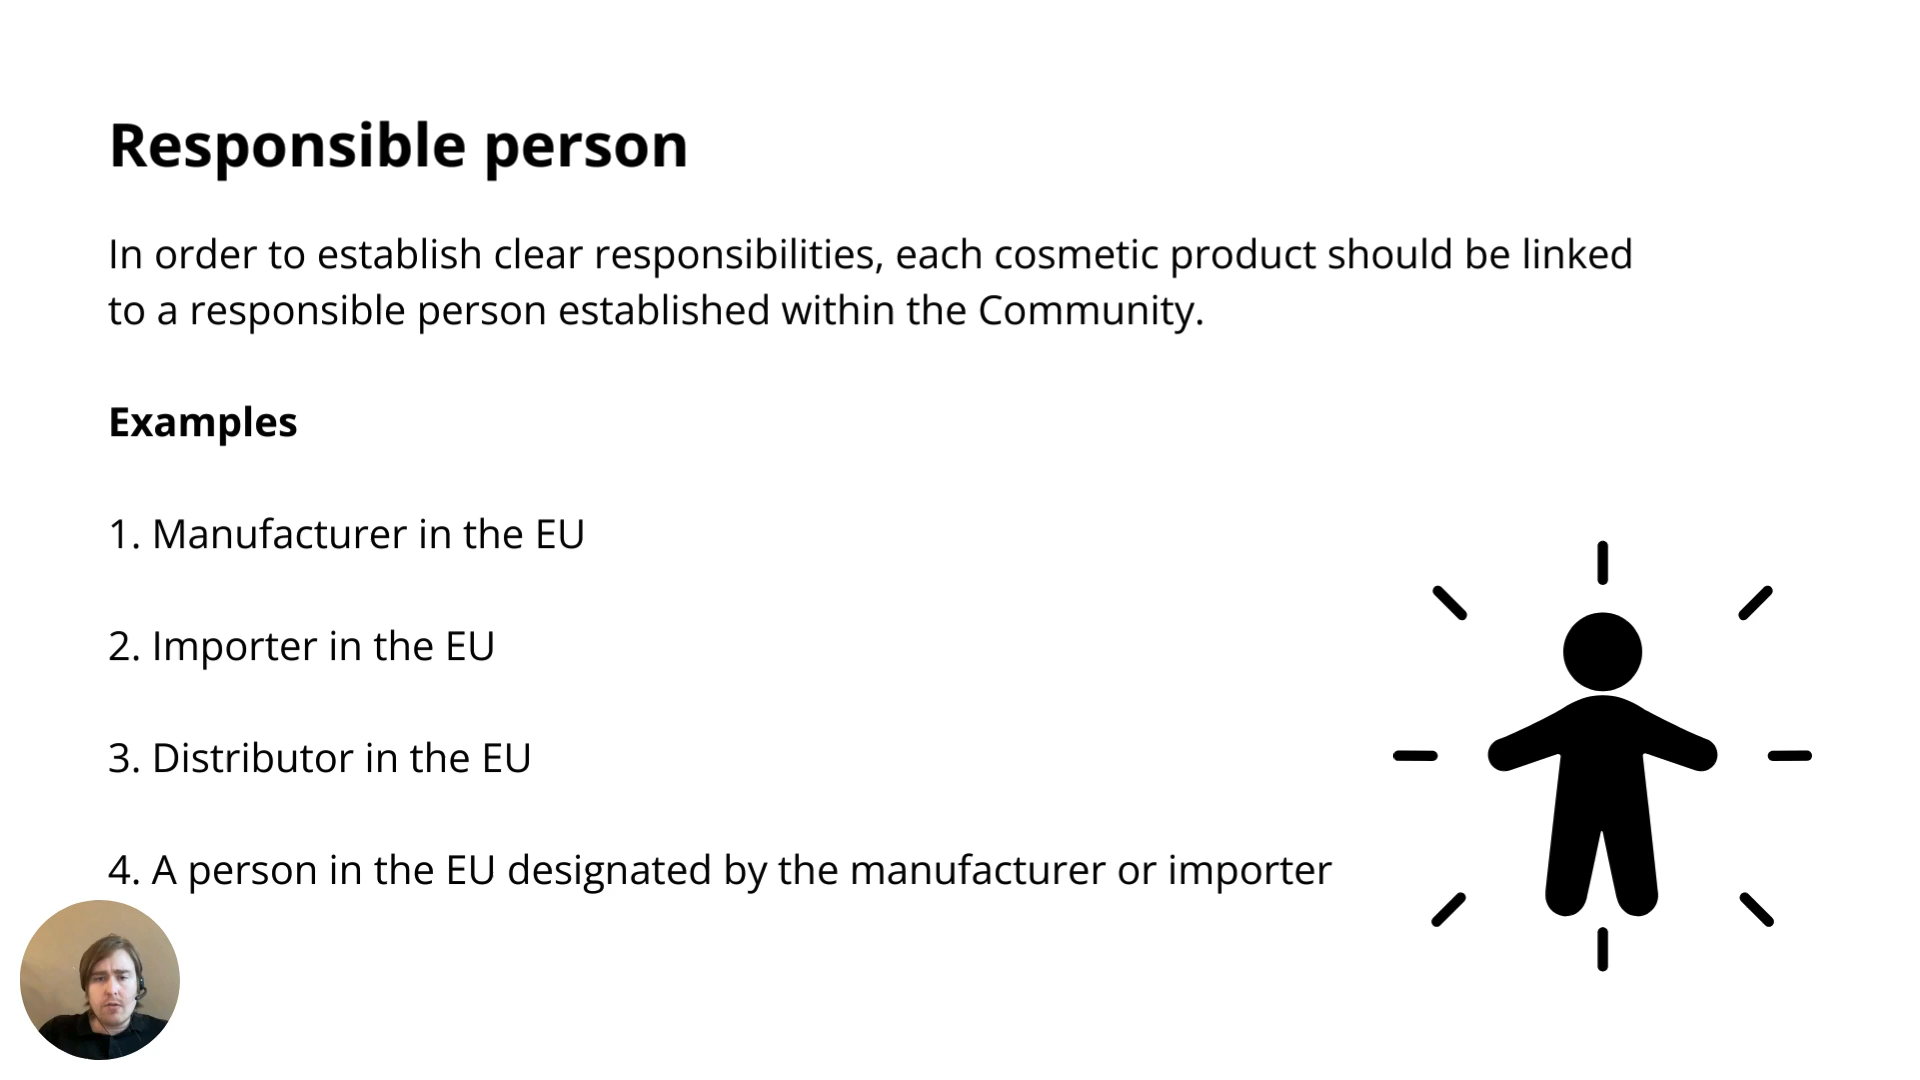 Responsible person
In order to establish clear responsibilities, each cosmetic product should be linked
to a responsible person established within the Community.
Examples
1. Manufacturer in the EU
2. Importer in the EU
3. Distributor in the EU
4. A person in the EU designated by the manufacturer or importer